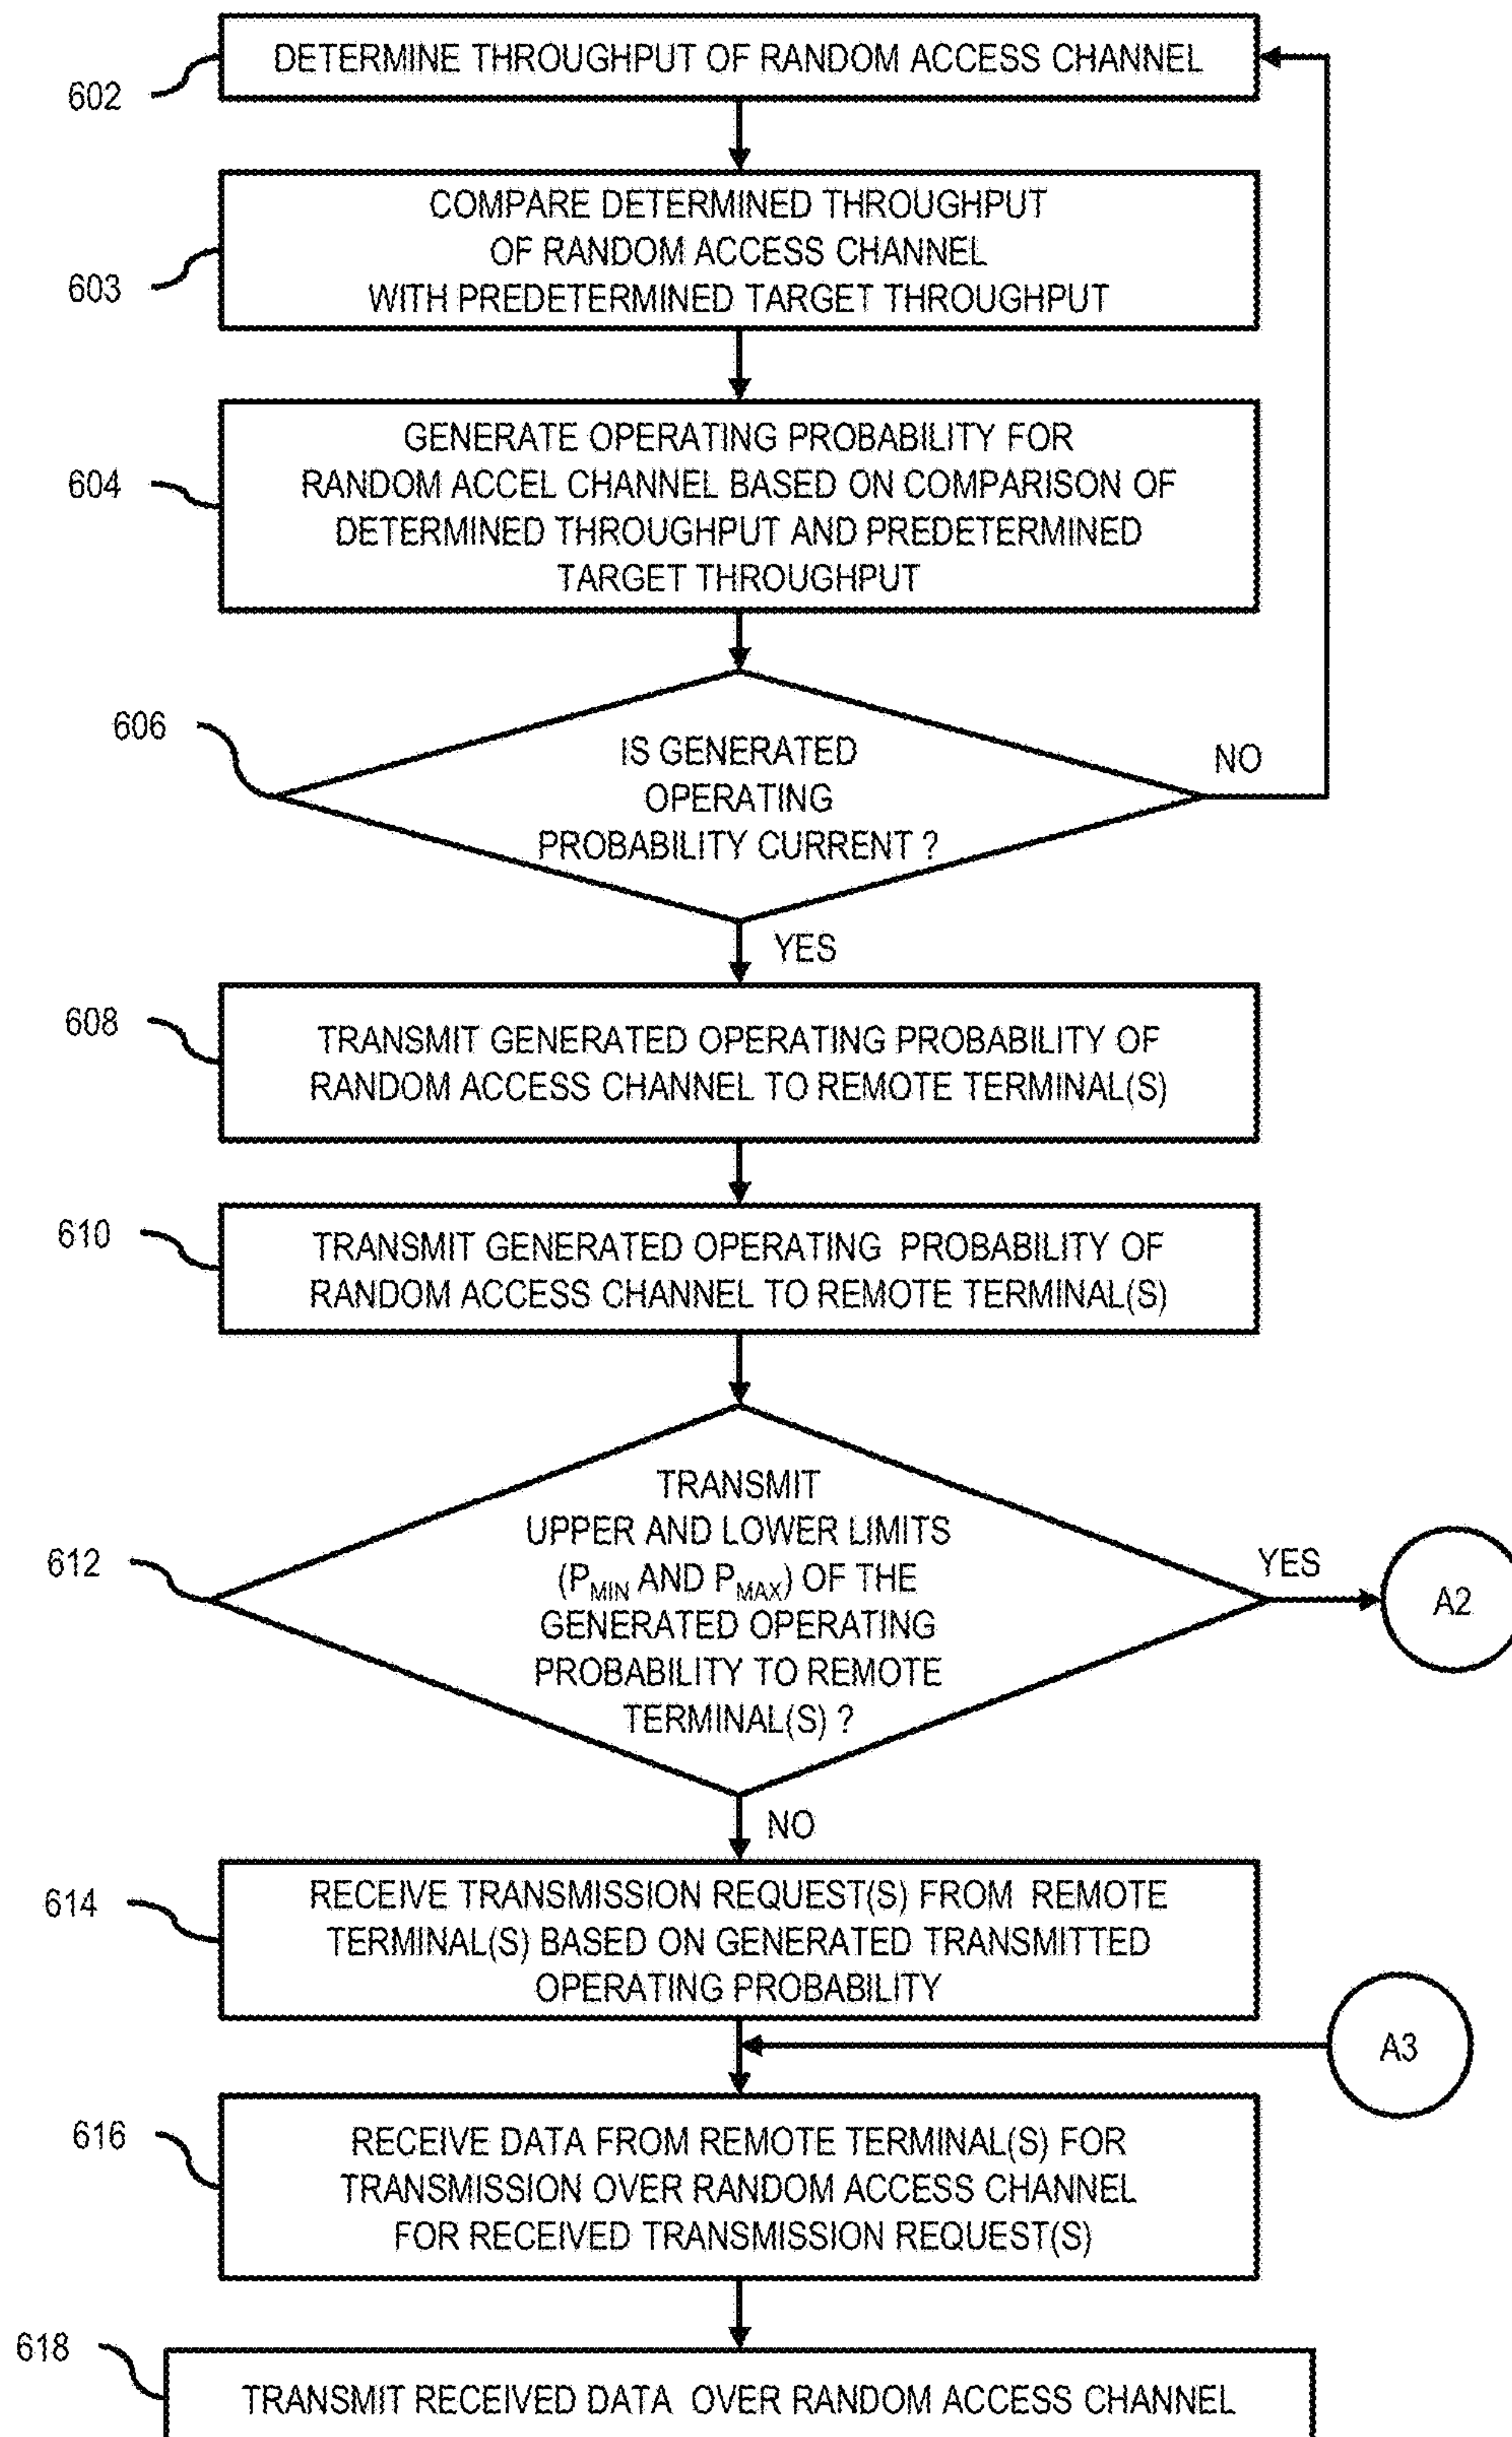 DETERMINE THROUGHPUT OF RANDOM ACCESS CHANNEL
602
COMPARE DETERMINED THROUGHPUT
OF RANDOM ACCESS CHANNEL
WITH PREDETERMINED TARGET THROUGHPUT
603
GENERATE OPERATING PROBABILITY FOR
RANDOM ACCEL CHANNEL BASED ON COMPARISON OF
DETERMINED THROUGHPUT AND PREDETERMINED
TARGET THROUGHPUT
604
606
IS GENERATED
OPERATING
PROBABILITY CURRENT ?
NO
YES
608
TRANSMIT GENERATED OPERATING PROBABILITY OF
RANDOM ACCESS CHANNEL TO REMOTE TERMINAL(S)
610
TRANSMIT GENERATED OPERATING PROBABILITY OF
RANDOM ACCESS CHANNEL TO REMOTE TERMINAL(S)
612
TRANSMIT
UPPER AND LOWER LIMITS
(PMIN AND PMAX) OF THE
GENERATED OPERATING
PROBABILITY TO REMOTE
TERMINAL(S) ?
YES
A2
NO
614
RECEIVE TRANSMISSION REQUEST(S) FROM REMOTE
TERMINAL(S) BASED ON GENERATED TRANSMITTED
OPERATING PROBABILITY
A3
616
RECEIVE DATA FROM REMOTE TERMINAL(S) FOR
TRANSMISSION OVER RANDOM ACCESS CHANNEL
FOR RECEIVED TRANSMISSION REQUEST(S)
618
TRANSMIT RECEIVED DATA OVER RANDOM ACCESS CHANNEL